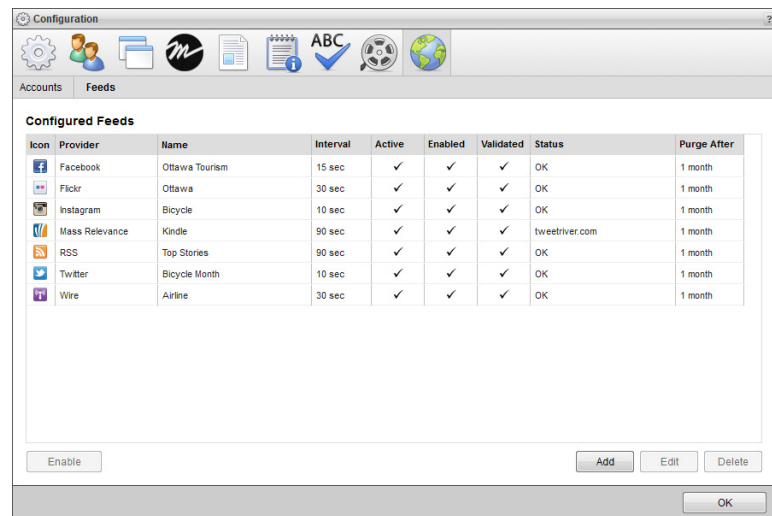 Configuration ?
ABC
Accounts Feeds
Configured Feeds
Icon Provider Name Interval Active Enabled Validated Status Purge After
Facebook Ottawa Tourism 15 sec ✓ ✓ ✓ OK 1 month
Flickr Ottawa 30 sec ✓ ✓ ✓ OK 1 month
Instagram Bicycle 10 sec ✓ ✓ ✓ OK 1 month
Mass Relevance Kindle 90 sec ✓ ✓ ✓ tweetriver.com 1 month
RSS Top Stories 90 sec ✓ ✓ ✓ OK 1 month
Twitter Bicycle Month 10 sec ✓ ✓ ✓ OK 1 month
Wire Airline 30 sec ✓ ✓ ✓ OK 1 month
Enable Add Edit Delete
OK